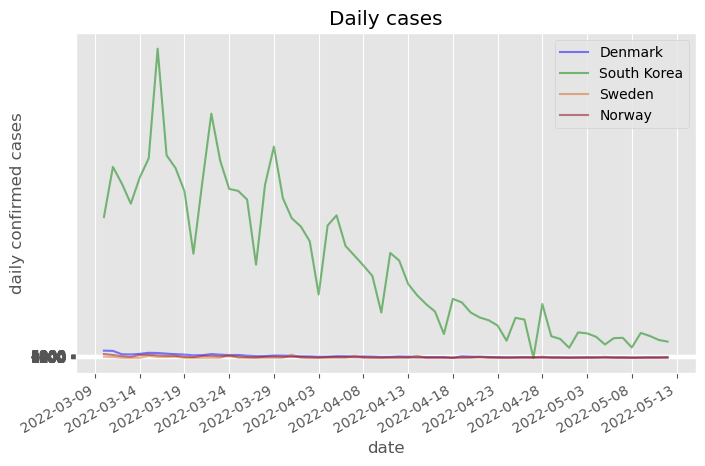 Daily cases
Denmark
South Korea
Sweden
Norway
daily confirmed cases
2022-03-09
2022-03-14
2022-03-19
2022-03-24
2022-03-29
2022-04-03
2022-04-08
2022-04-13
2022-04-18
2022-04-23
2022-04-28
2022-05-03
2022-05-08
2022-05-13
date